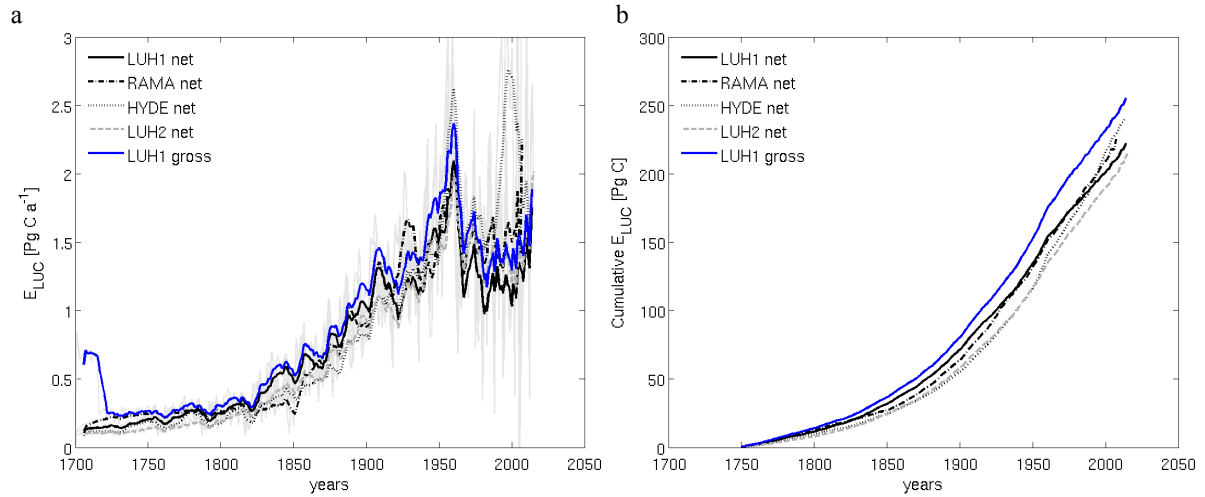 a
3
2.5
2
1.5
1
0.5
0
E_LUC [Pg C a^-1]
LUH1 net
RAMA net
HYDE net
LUH2 net
LUH1 gross
1700 1750 1800 1850 1900 1950 2000 2050
years
b
300
250
200
150
100
50
0
Cumulative E_LUC [Pg C]
LUH1 net
RAMA net
HYDE net
LUH2 net
LUH1 gross
1700 1750 1800 1850 1900 1950 2000 2050
years